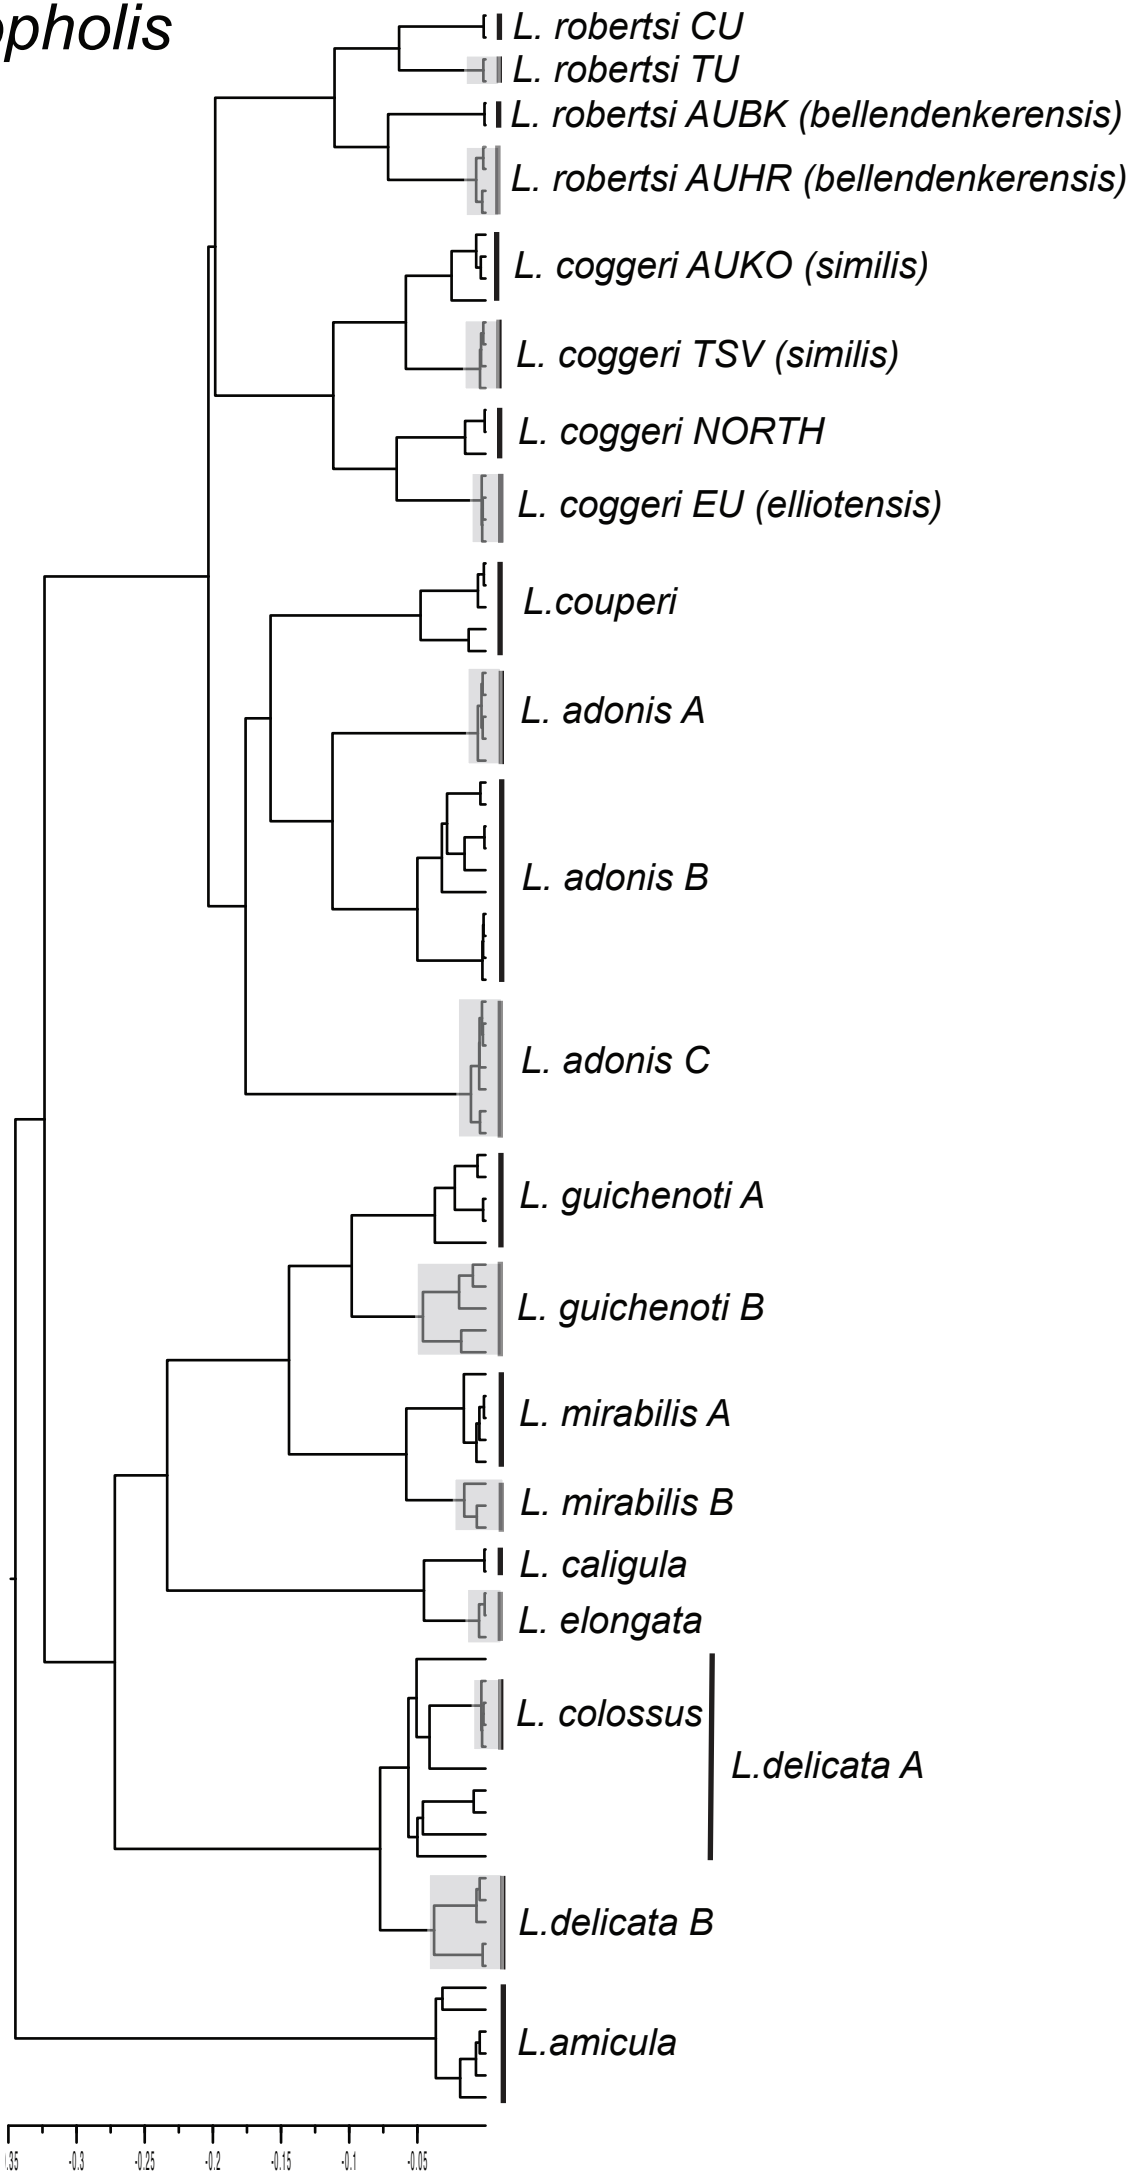 opholis
L. robertsi CU
L. robertsi TU
L. robertsi AUBK (bellendenkerensis)
L. robertsi AUHR (bellendenkerensis)
L. coggeri AUKO (similis)
L. coggeri TSV (similis)
L. coggeri NORTH
L. coggeri EU (elliotensis)
L.couperi
L. adonis A
L. adonis B
L. adonis C
L. guichenoti A
L. guichenoti B
L. mirabilis A
L. mirabilis B
L. caligula
L. elongata
L. colossus
L.delicata A
L.delicata B
L.amicula
.35 -0.3 -0.25 -0.2 -0.15 -0.1 -0.05